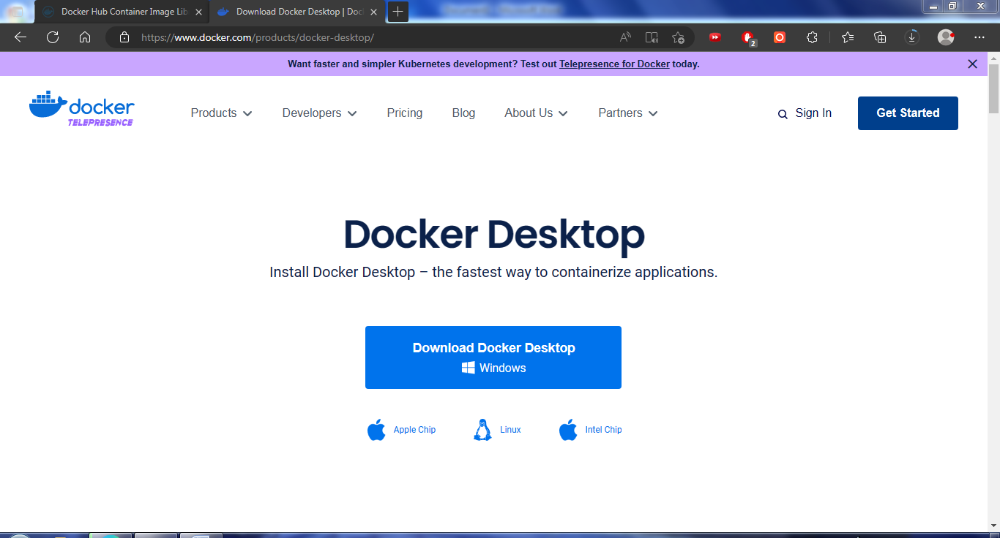 Docker Hub Container Image Lib
Download Docker Desktop | Doc
https://www.docker.com/products/docker-desktop/
2
Want faster and simpler Kubernetes development? Test out Telepresence for Docker today.
docker
TELEPRESENCE
Products
Developers
Pricing
Blog
About Us
Partners
Sign In
Get Started
Docker Desktop
Install Docker Desktop – the fastest way to containerize applications.
Download Docker Desktop
Windows
Apple Chip
Linux
Intel Chip